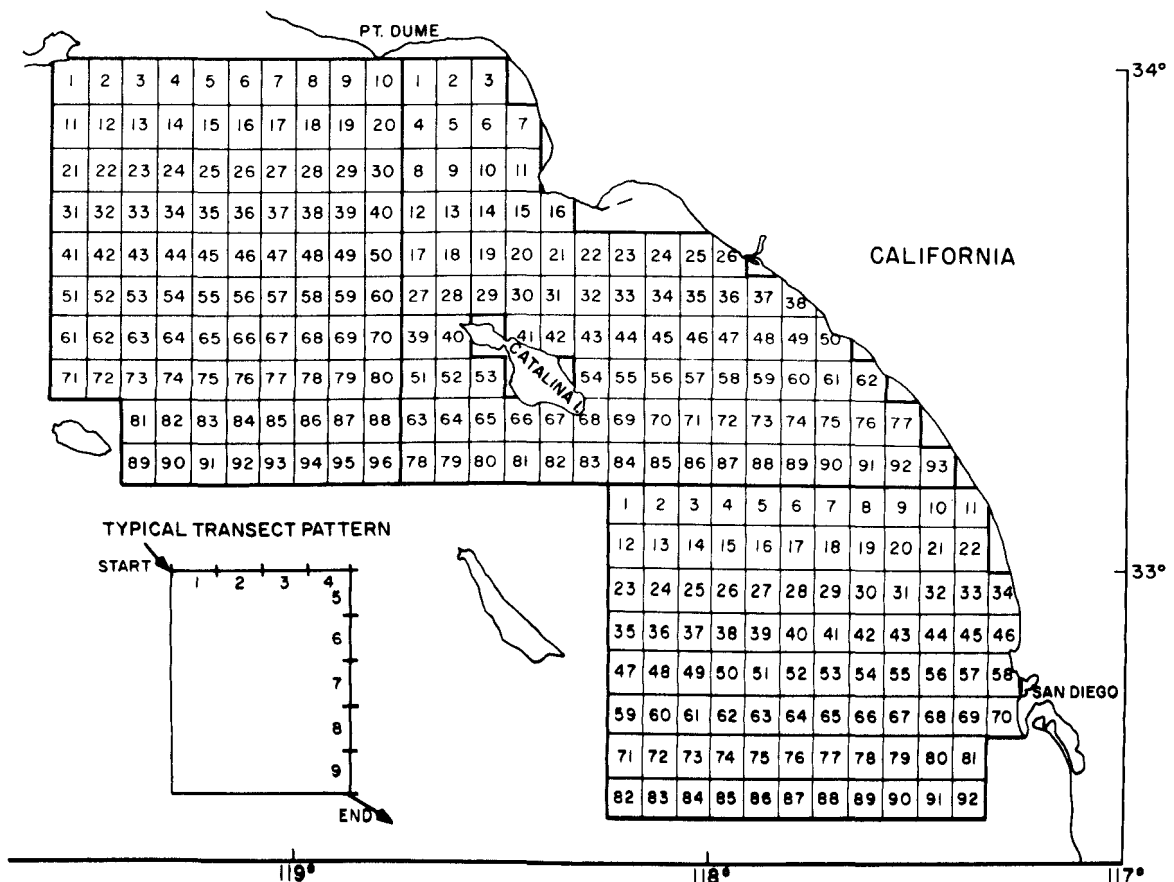 PT. DUME
34°
1 2 3 4 5 6 7 8 9 10 1 2 3
11 12 13 14 15 16 17 18 19 20 4 5 6 7
21 22 23 24 25 26 27 28 29 30 8 9 10 11
31 32 33 34 35 36 37 38 39 40 12 13 14 15 16
41 42 43 44 45 46 47 48 49 50 17 18 19 20 21 22 23 24 25 26
CALIFORNIA
51 52 53 54 55 56 57 58 59 60 27 28 29 30 31 32 33 34 35 36 37 38
61 62 63 64 65 66 67 68 69 70 39 40 41 42 43 44 45 46 47 48 49 50
CATALINA I.
71 72 73 74 75 76 77 78 79 80 51 52 53 54 55 56 57 58 59 60 61 62
81 82 83 84 85 86 87 88 63 64 65 66 67 68 69 70 71 72 73 74 75 76 77
89 90 91 92 93 94 95 96 78 79 80 81 82 83 84 85 86 87 88 89 90 91 92 93
1 2 3 4 5 6 7 8 9 10 11
12 13 14 15 16 17 18 19 20 21 22
33°
23 24 25 26 27 28 29 30 31 32 33 34
35 36 37 38 39 40 41 42 43 44 45 46
47 48 49 50 51 52 53 54 55 56 57 58
SAN DIEGO
59 60 61 62 63 64 65 66 67 68 69 70
71 72 73 74 75 76 77 78 79 80 81
82 83 84 85 86 87 88 89 90 91 92
TYPICAL TRANSECT PATTERN
START
1 2 3 4
5
6
7
8
9
END
119° 118° 117°